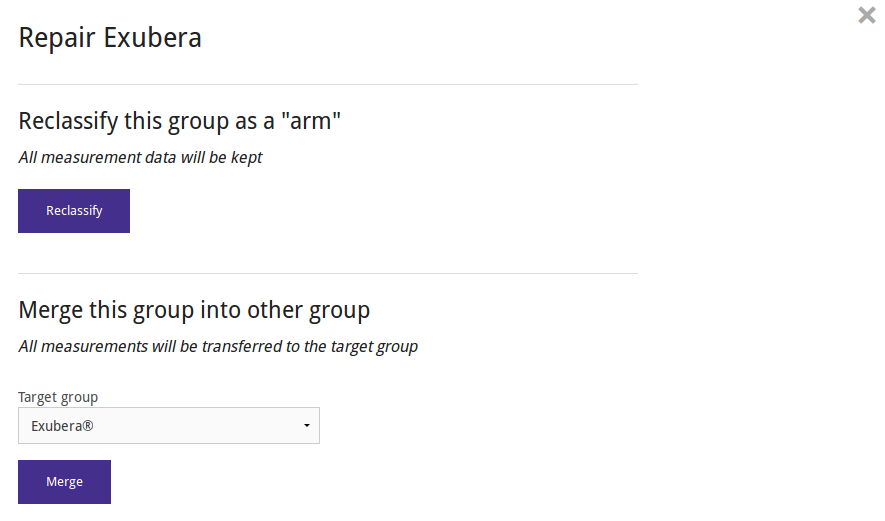 Repair Exubera
Reclassify this group as a "arm"
All measurement data will be kept
Reclassify
Merge this group into other group
All measurements will be transferred to the target group
Target group
Exubera®
Merge